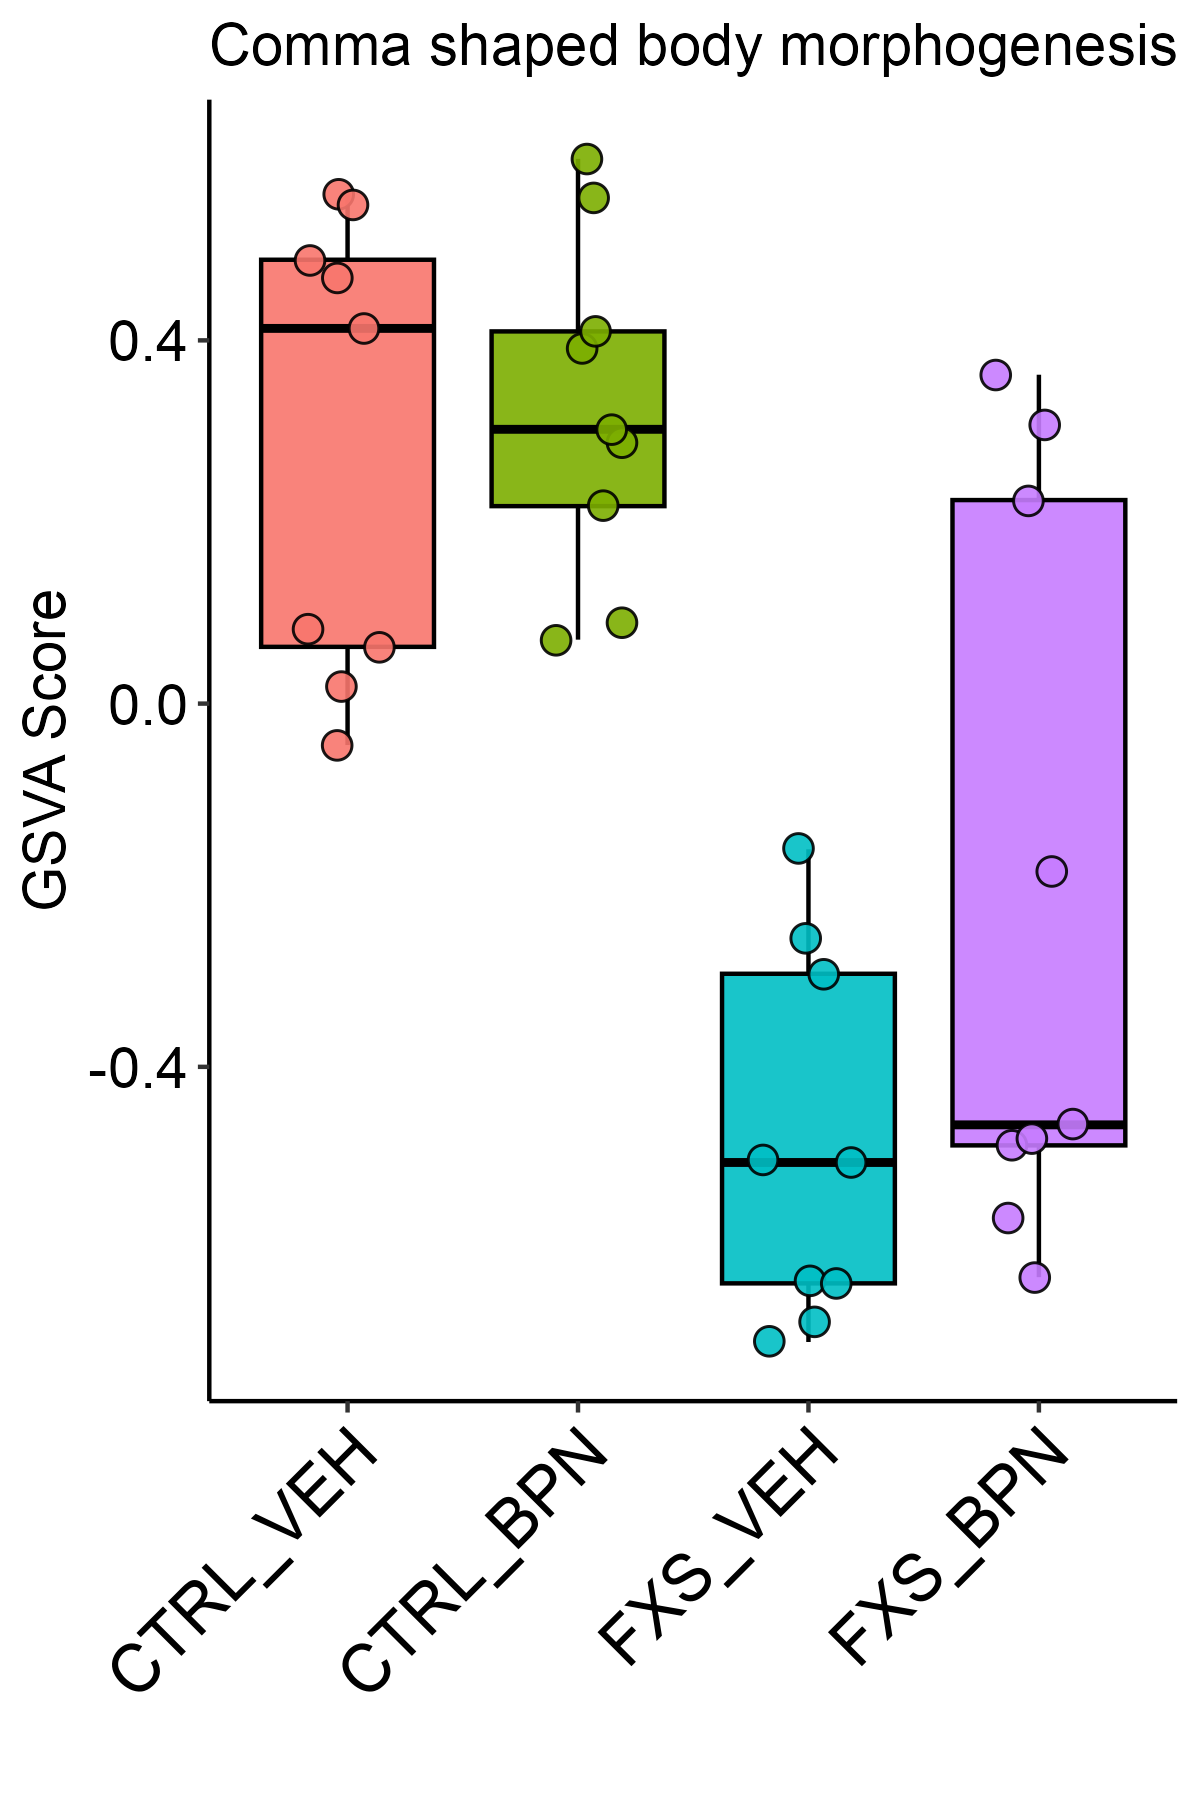 Comma shaped body morphogenesis
GSVA Score
0.4
0.0
-0.4
CTRL_VEH
CTRL_BPN
FXS_VEH
FXS_BPN